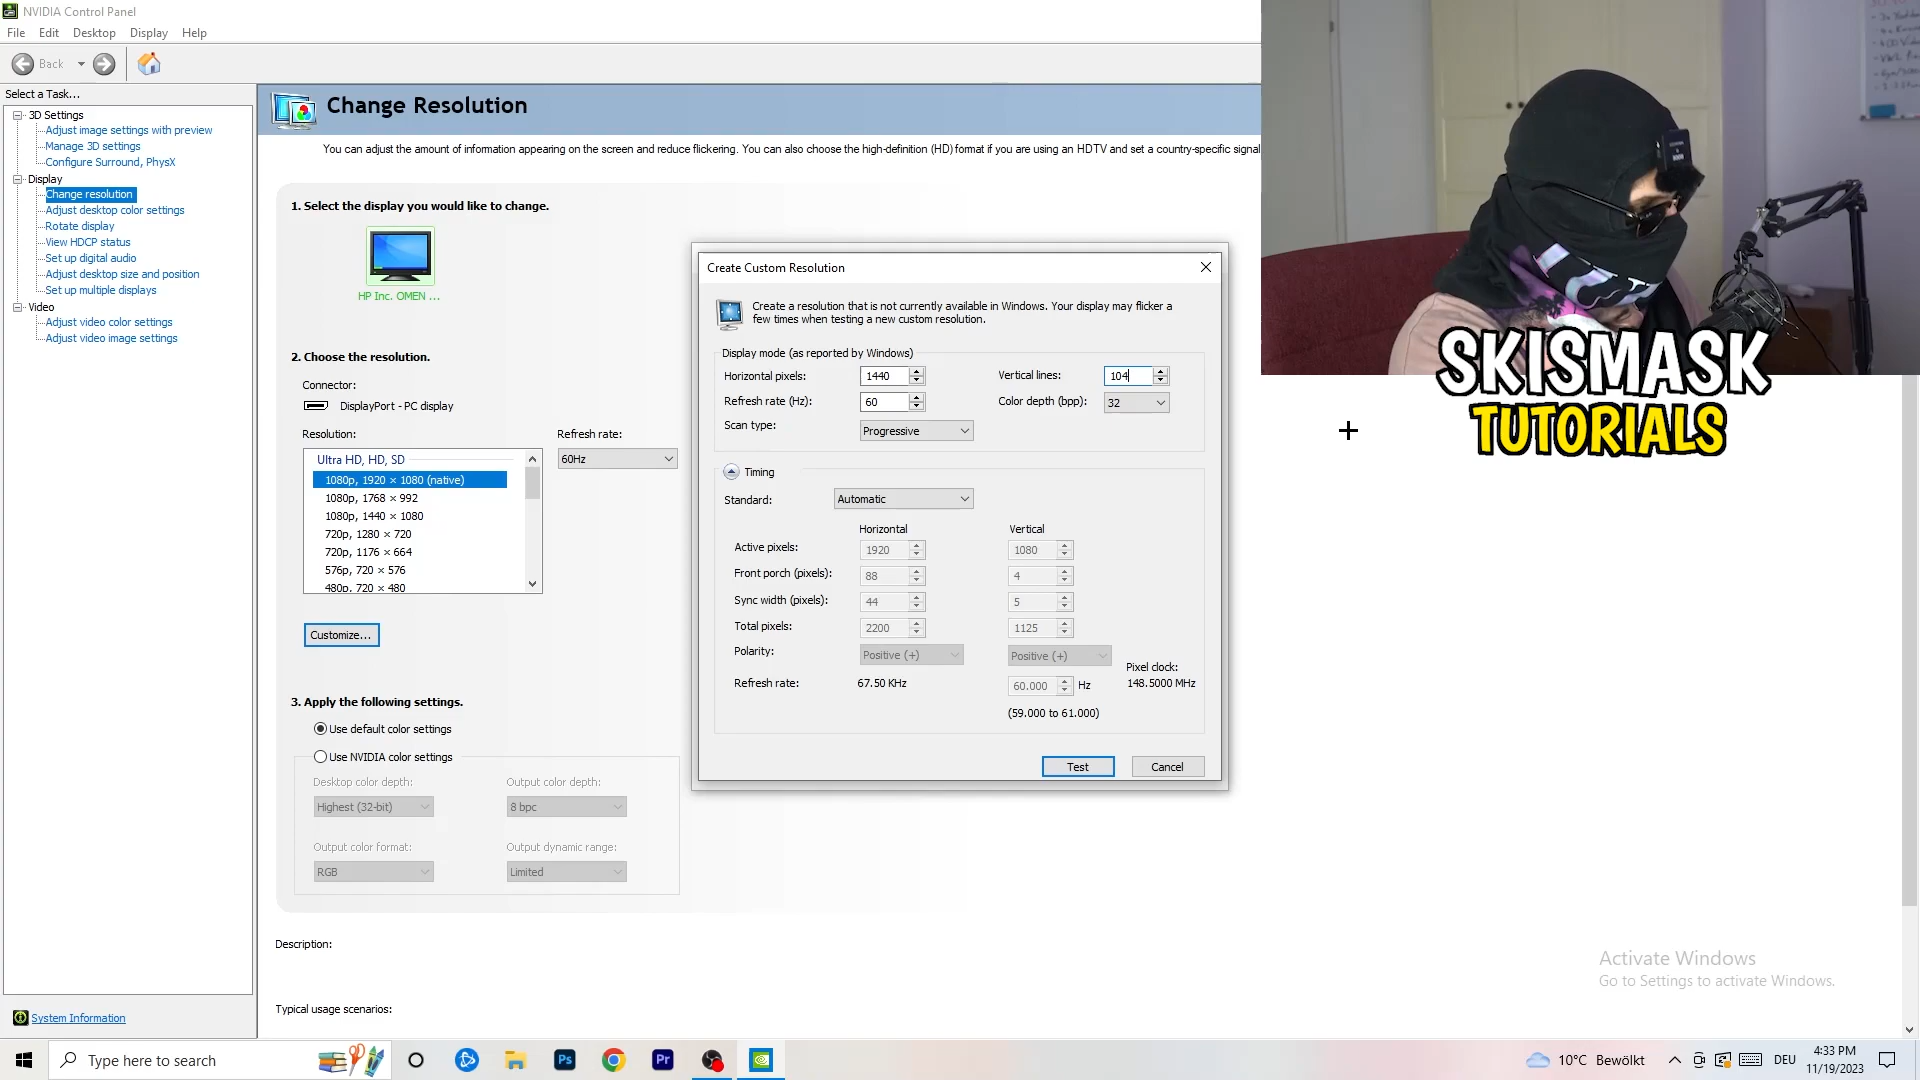 NVIDIA Control Panel
File Edit Desktop Display Help
Back
Select a Task...
3D Settings
Adjust image settings with preview
Manage 3D settings
Configure Surround, PhysX
Display
Change resolution
Adjust desktop color settings
Rotate display
View HDCP status
Set up digital audio
Adjust desktop size and position
Set up multiple displays
Video
Adjust video color settings
Adjust video image settings
System Information
Change Resolution
You can adjust the amount of information appearing on the screen and reduce flickering. You can also choose the high-definition (HD) format if you are using an HDTV and set a country-specific signal
1. Select the display you would like to change.
HP Inc. OMEN ...
2. Choose the resolution.
Connector:
DisplayPort - PC display
Resolution:
Refresh rate:
Ultra HD, HD, SD
60Hz
1080p, 1920 × 1080 (native)
1080p, 1768 × 992
1080p, 1440 × 1080
720p, 1280 × 720
720p, 1176 × 664
576p, 720 × 576
480p, 720 × 480
Customize...
3. Apply the following settings.
Use default color settings
Use NVIDIA color settings
Desktop color depth: Output color depth:
Highest (32-bit) 8 bpc
Output color format: Output dynamic range:
RGB Limited
Description:
Typical usage scenarios:
Create Custom Resolution
Create a resolution that is not currently available in Windows. Your display may flicker a
few times when testing a new custom resolution.
Display mode (as reported by Windows)
Horizontal pixels: 1440 Vertical lines: 104
Refresh rate (Hz): 60 Color depth (bpp): 32
Scan type: Progressive
Timing
Standard: Automatic
Horizontal Vertical
Active pixels: 1920 1080
Front porch (pixels): 88 4
Sync width (pixels): 44 5
Total pixels: 2200 1125
Polarity: Positive (+) Positive (+)
Pixel clock:
Refresh rate: 67.50 KHz 60.000 Hz 148.5000 MHz
(59.000 to 61.000)
Test Cancel
SKISMASK
TUTORIALS
Activate Windows
Go to Settings to activate Windows.
Type here to search
Ps
Pr
10°C Bewölkt
DEU
4:33 PM
11/19/2023